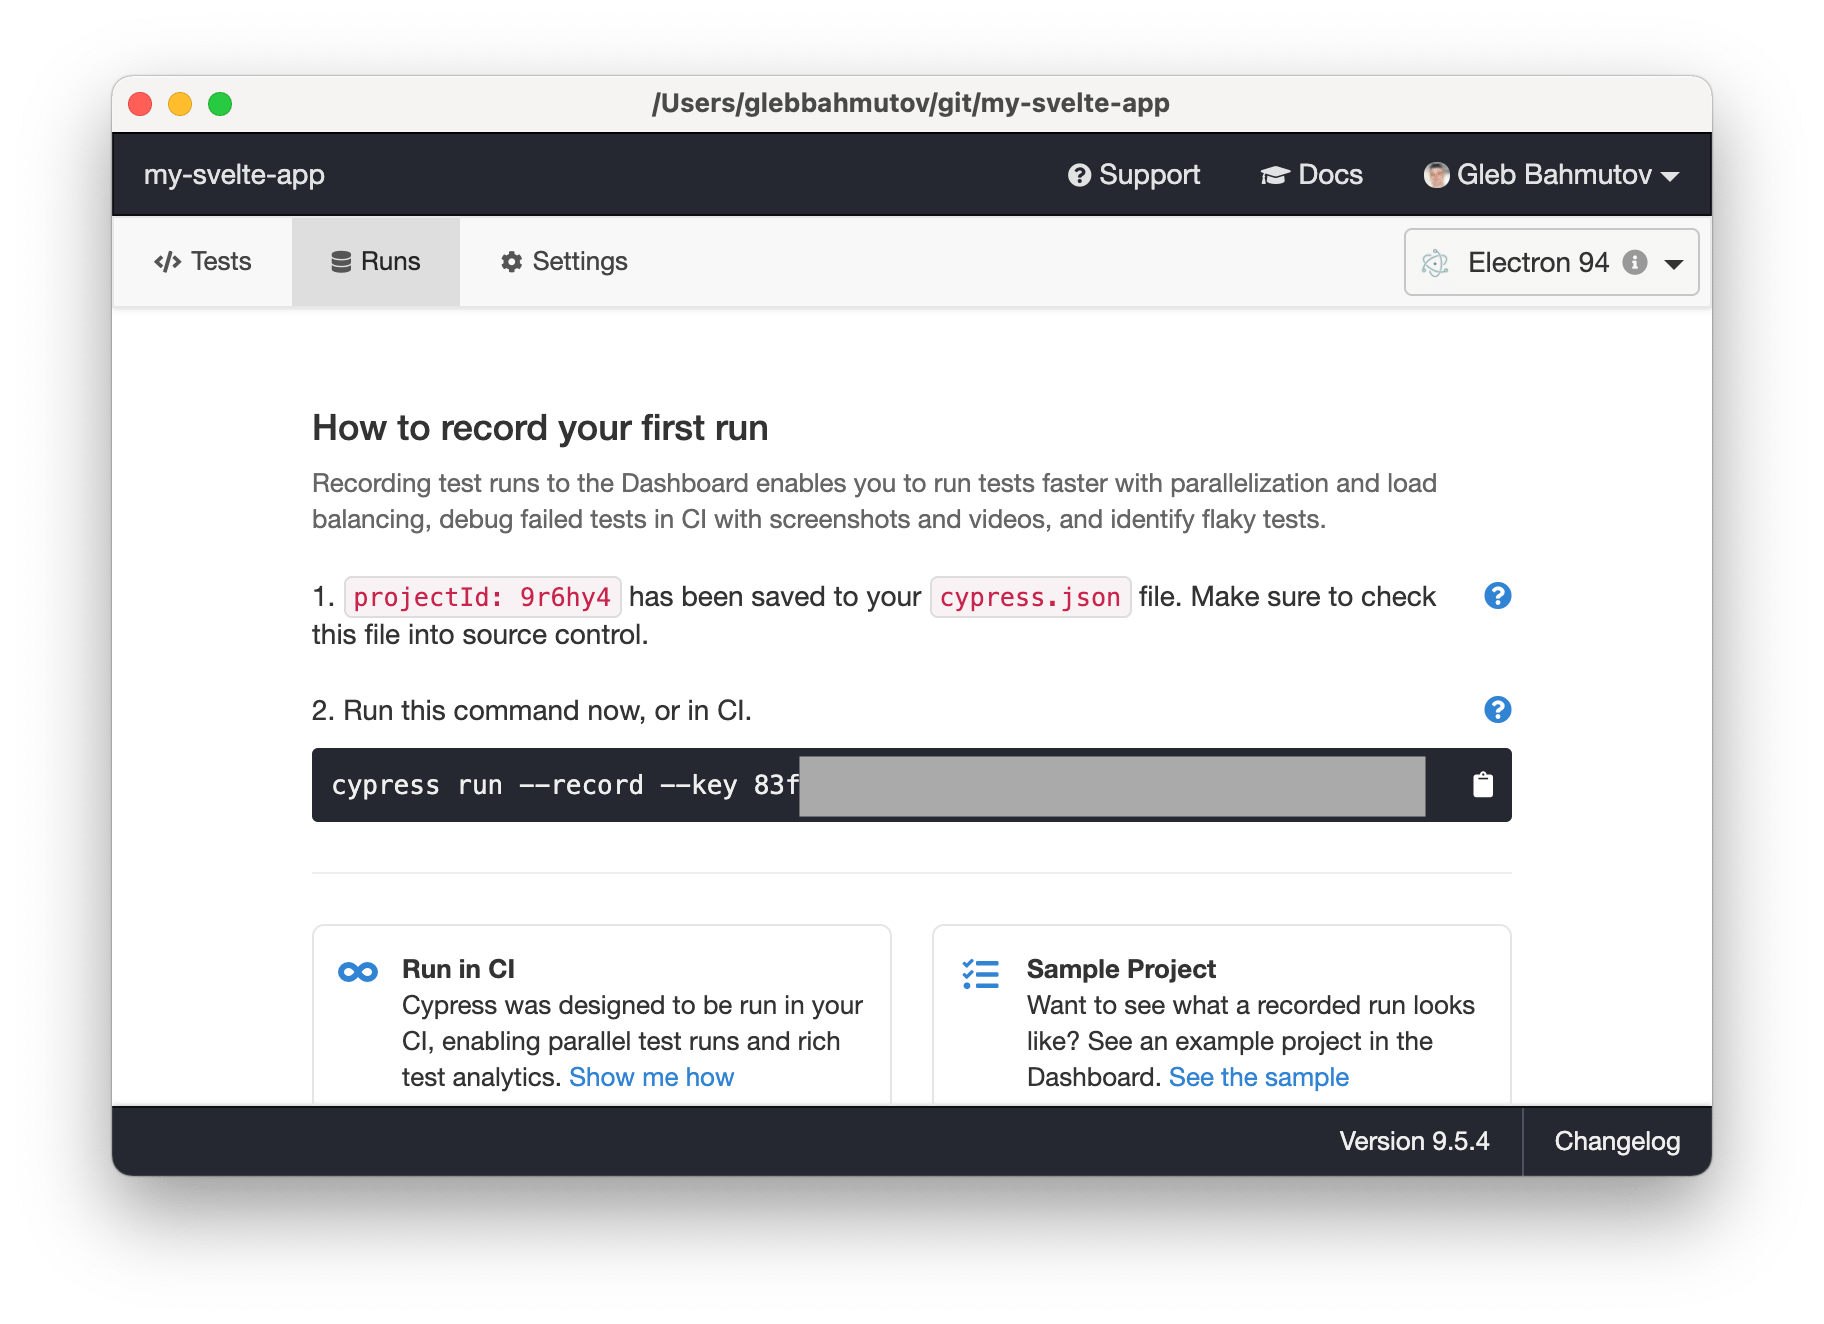 /Users/glebbahmutov/git/my-svelte-app
my-svelte-app Support Docs Gleb Bahmutov
Tests Runs Settings Electron 94
How to record your first run
Recording test runs to the Dashboard enables you to run tests faster with parallelization and load
balancing, debug failed tests in CI with screenshots and videos, and identify flaky tests.
1. projectId: 9r6hy4 has been saved to your cypress.json file. Make sure to check
this file into source control.
2. Run this command now, or in CI.
cypress run --record --key 83f
Run in CI
Cypress was designed to be run in your
CI, enabling parallel test runs and rich
test analytics. Show me how
Sample Project
Want to see what a recorded run looks
like? See an example project in the
Dashboard. See the sample
Version 9.5.4 Changelog